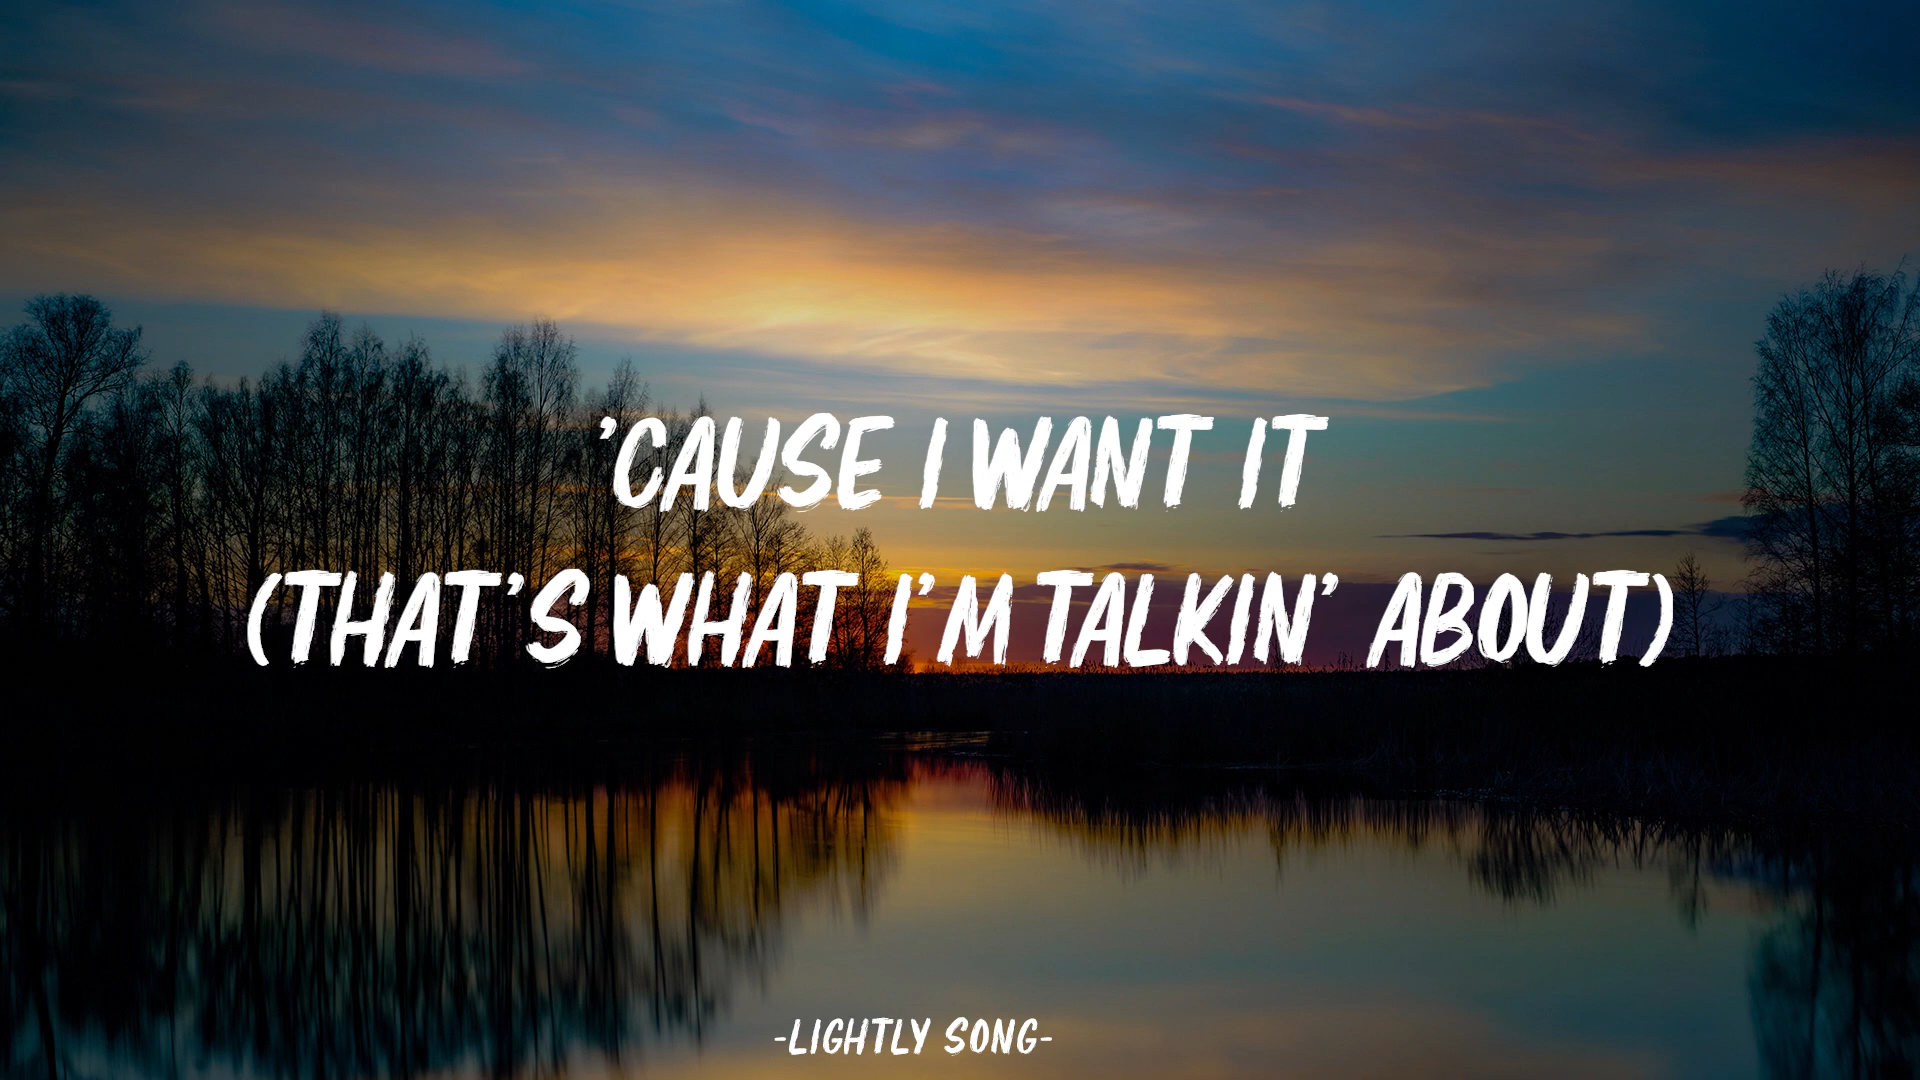 'CAUSE I WANT IT
(THAT'S WHAT I'M TALKIN' ABOUT)
-LIGHTLY SONG-